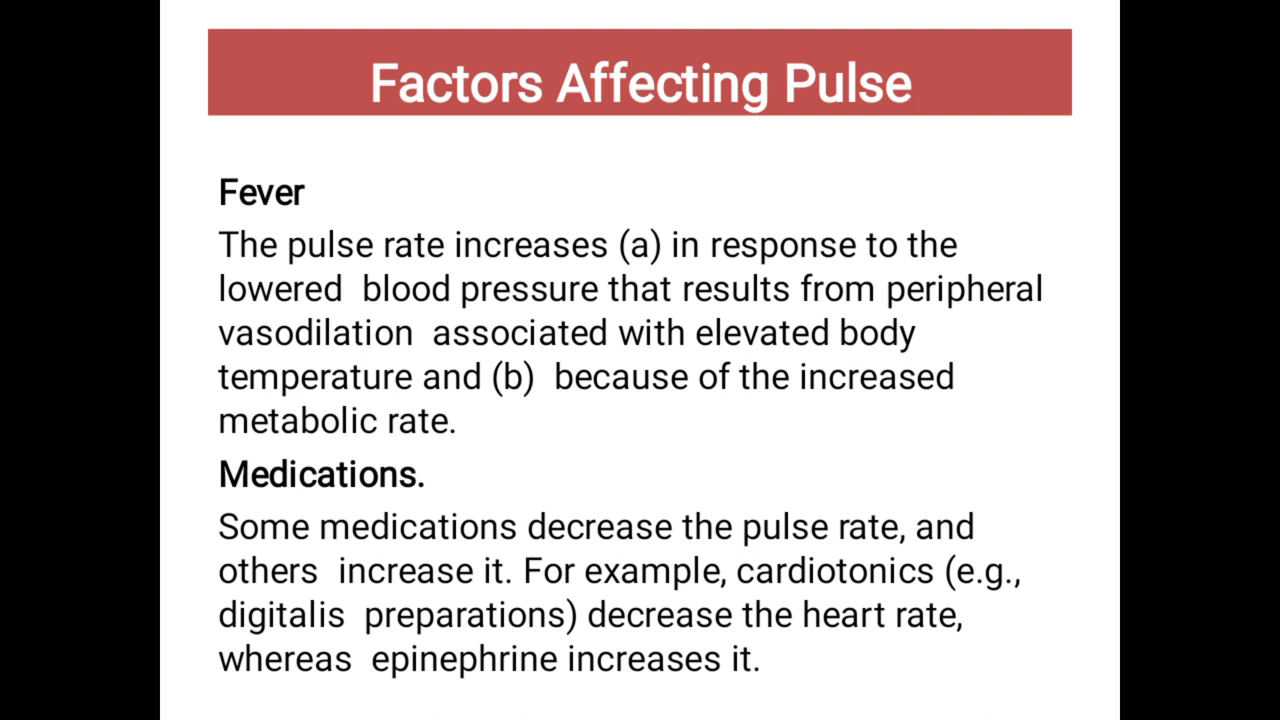 Factors Affecting Pulse
Fever
The pulse rate increases (a) in response to the
lowered  blood pressure that results from peripheral
vasodilation  associated with elevated body
temperature and (b)  because of the increased
metabolic rate.
Medications.
Some medications decrease the pulse rate, and
others  increase it. For example, cardiotonics (e.g.,
digitalis  preparations) decrease the heart rate,
whereas  epinephrine increases it.